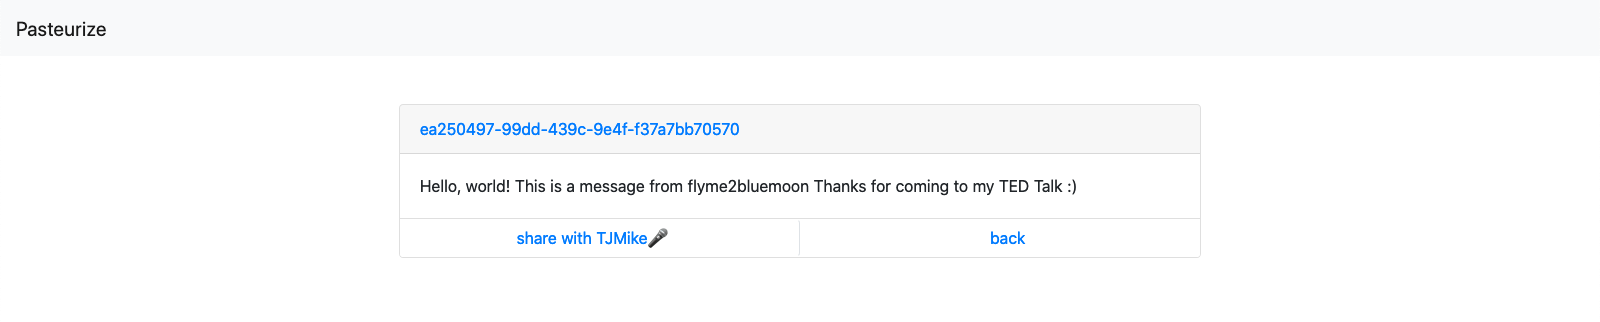 Pasteurize
ea250497-99dd-439c-9e4f-f37a7bb70570
Hello, world! This is a message from flyme2bluemoon Thanks for coming to my TED Talk :)
share with TJMike🎤
back